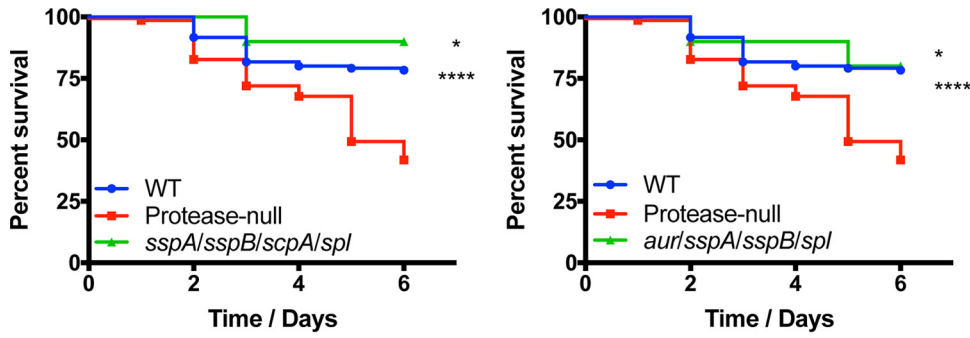 100
75
50
25
0
Percent survival
WT
Protease-null
sspA/sspB/scpA/spl
*
****
0 2 4 6
Time / Days
100
75
50
25
0
Percent survival
WT
Protease-null
aur/sspA/sspB/spl
*
****
0 2 4 6
Time / Days